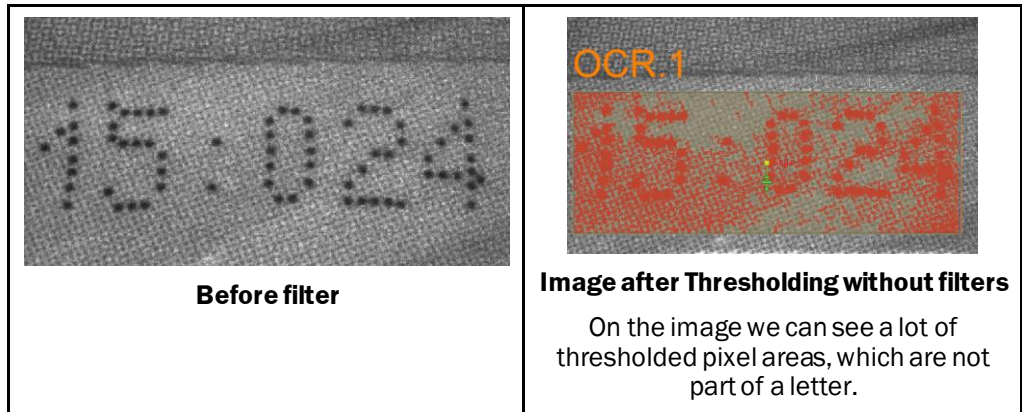 15:024
Before filter
OCR.1
15:024
Image after Thresholding without filters
On the image we can see a lot of
thresholded pixel areas, which are not
part of a letter.